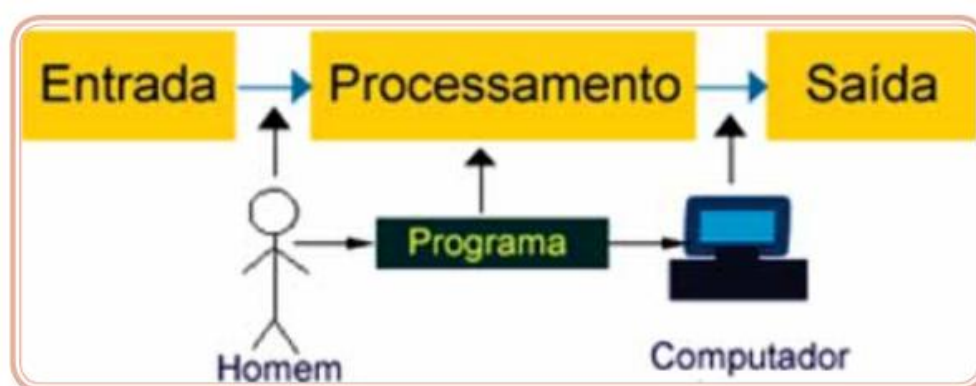 Entrada
Processamento
Saída
Programa
Homem
Computador